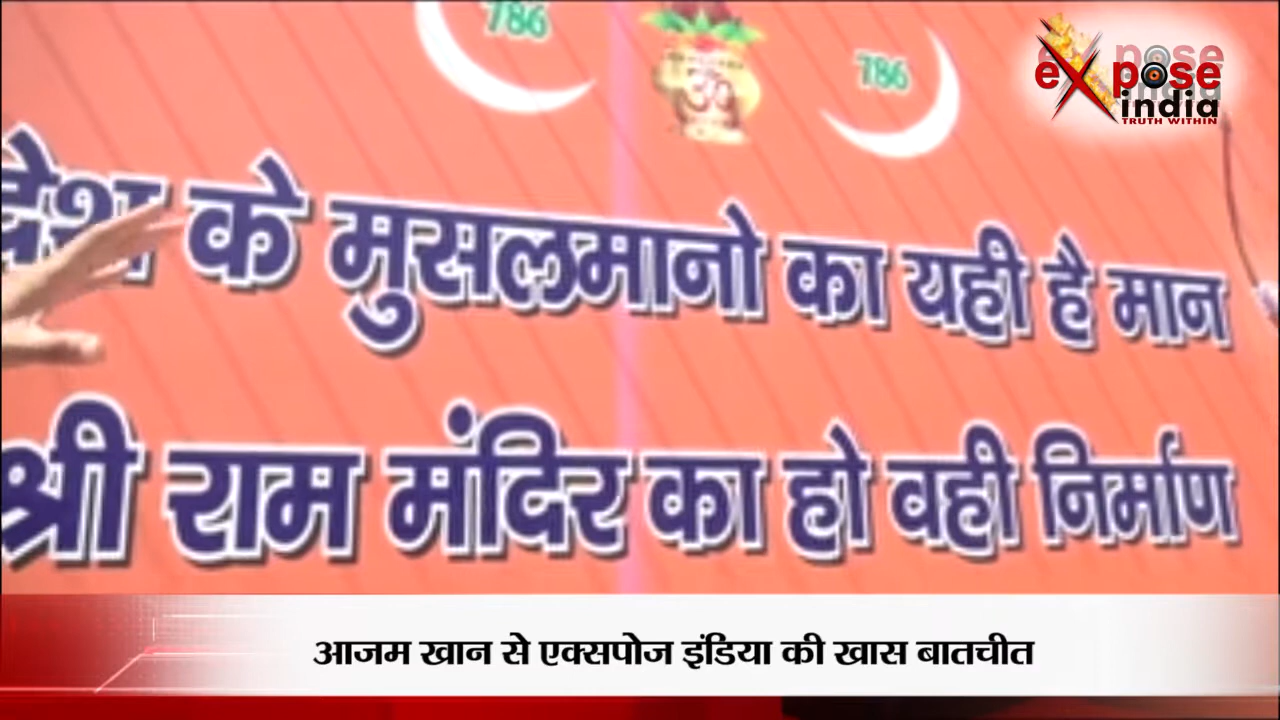 786
ॐ
786
expose
india
TRUTH WITHIN
देश के मुसलमानो का यही है मान
श्री राम मंदिर का हो वही निर्माण
आजम खान से एक्सपोज इंडिया की खास बातचीत